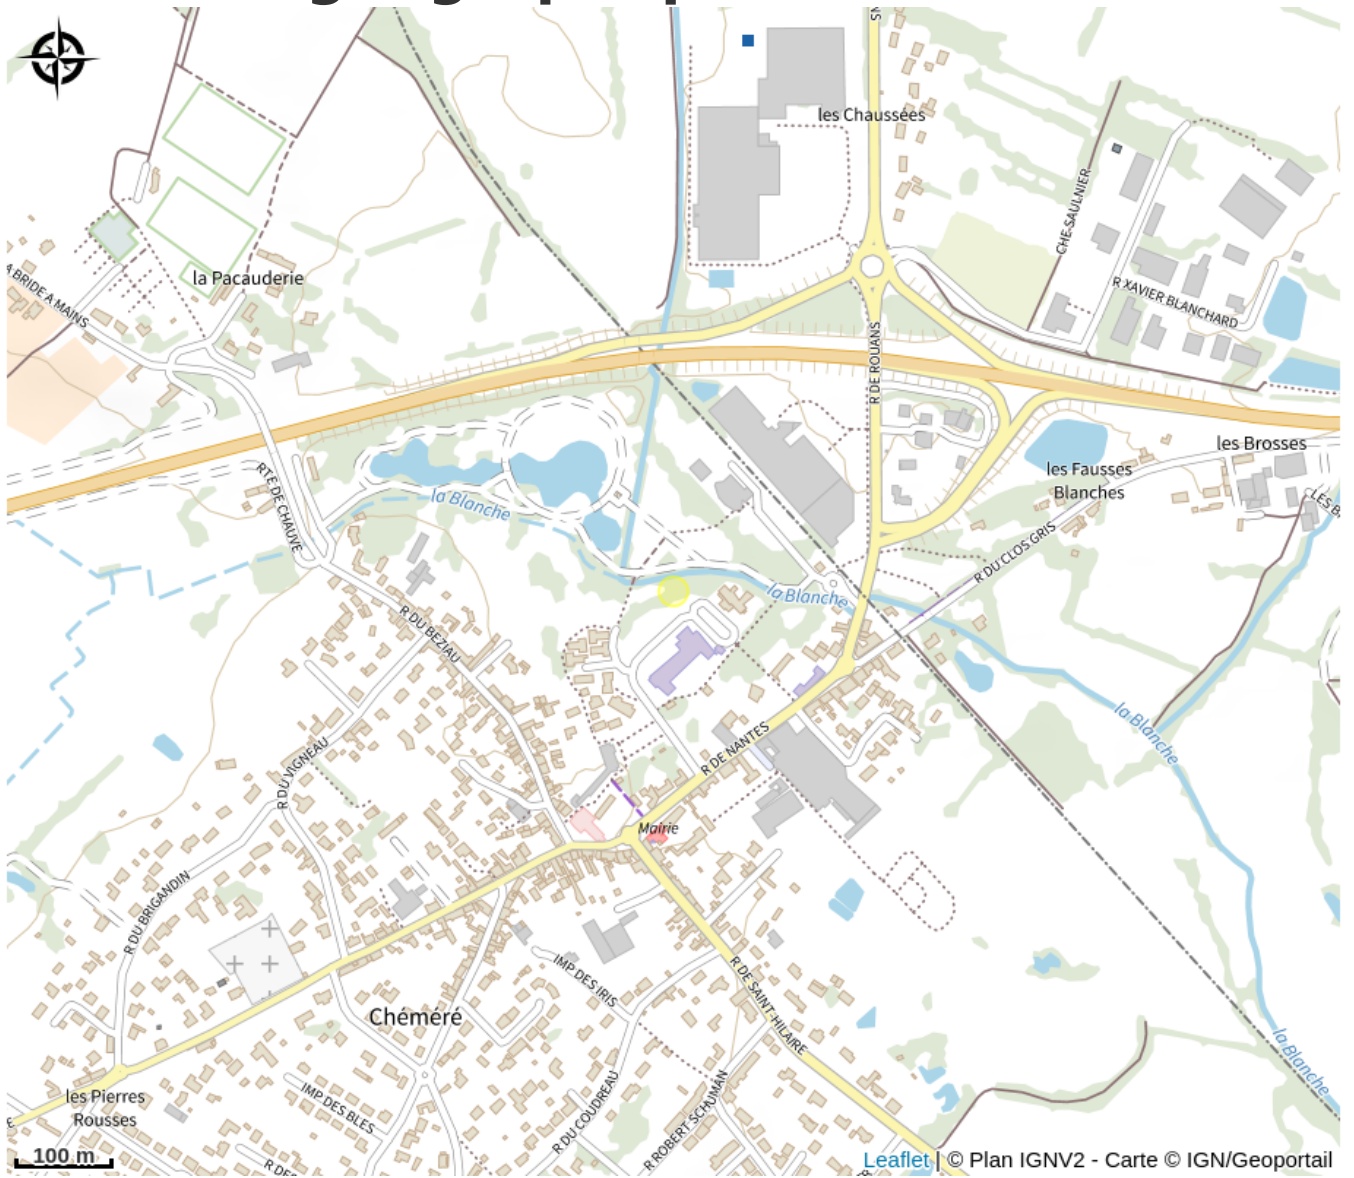 les Chaussées
CHE SAULNIER
la Pacauderie
A BRIDE A MAINS
R XAVIER BLANCHARD
R DE ROUANS
les Brosses
les Fausses
Blanches
RTE DE CHAUVE
la Blanche
LES B
R DU CLOS GRIS
la Blanche
R DU BEZIAU
la Blanche
R DE NANTES
R DU VIGNEAU
Mairie
R DU BRIGANDIN
IMP DES IRIS
R DE SAINT-HILAIRE
Chéméré
la Blanche
les Pierres
Rousses
IMP DES BLES
R DU COUDREAU
R ROBERT SCHUMAN
100 m
R DES
Leaflet | © Plan IGNV2 - Carte © IGN/Geoportail